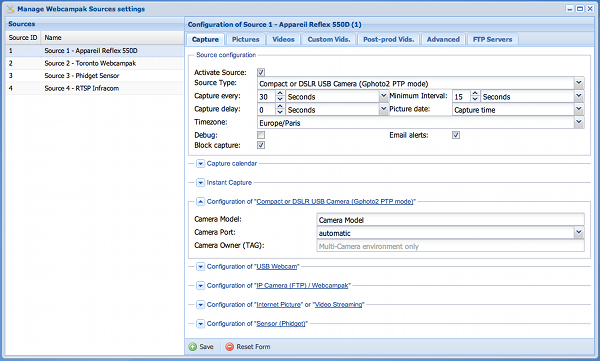 Manage Webcampak Sources settings
Sources
Source ID Name
1 Source 1 - Appareil Reflex 550D
2 Source 2 - Toronto Webcampak
3 Source 3 - Phidget Sensor
4 Source 4 - RTSP Infracom
Configuration of Source 1 - Appareil Reflex 550D (1)
Capture Pictures Videos Custom Vids. Post-prod Vids. Advanced FTP Servers
Source configuration
Activate Source:
Source Type: Compact or DSLR USB Camera (Gphoto2 PTP mode)
Capture every: 30 Seconds Minimum Interval: 15 Seconds
Capture delay: 0 Seconds Picture date: Capture time
Timezone: Europe/Paris
Debug: Email alerts:
Block capture:
Capture calendar
Instant Capture
Configuration of "Compact or DSLR USB Camera (Gphoto2 PTP mode)"
Camera Model: Camera Model
Camera Port: automatic
Camera Owner (TAG): Multi-Camera environment only
Configuration of "USB Webcam"
Configuration of "IP Camera (FTP) / Webcampak"
Configuration of "Internet Picture" or "Video Streaming"
Configuration of "Sensor (Phidget)"
Save Reset Form